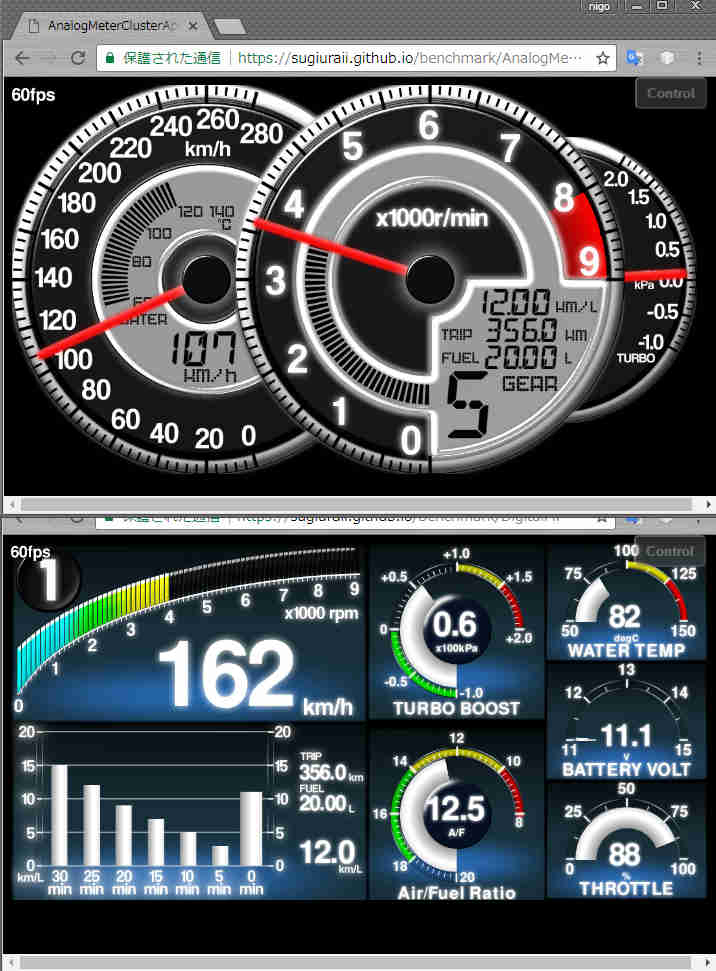 nigo
AnalogMeterClusterAp
保護された通信 | https://sugiuraii.github.io/benchmark/AnalogMe…
60fps
Control
0
20
40
60
80
100
120
140
160
180
200
220
240
260
280
km/h
120 140
°C
100
80
WATER
107
KM/h
0
1
2
3
4
5
6
7
8
9
x1000r/min
12.00 KM/L
TRIP 356.0 KM
FUEL 20.00 L
GEAR
5
2.0
1.5
1.0
0.5
kPa 0.0
-0.5
-1.0
TURBO
保護された通信 | https://sugiuraii.github.io/benchmark/DigitalMF
60fps
Control
1
0
1
2
3
4
5
6
7
8
9
x1000 rpm
162 km/h
+1.0
+0.5
+1.5
0
+2.0
-0.5
-1.0
0.6
x100kPa
TURBO BOOST
100
75
125
50
150
82
degC
WATER TEMP
13
12
14
11
15
11.1
V
BATTERY VOLT
20
15
10
5
0
km/L
20
15
10
5
0
30 min
25 min
20 min
15 min
10 min
5 min
0 min
TRIP
356.0 km
FUEL
20.00 L
12.0
km/L
12
14
10
16
8
18
20
12.5
A/F
Air/Fuel Ratio
50
25
75
0
100
88
%
THROTTLE